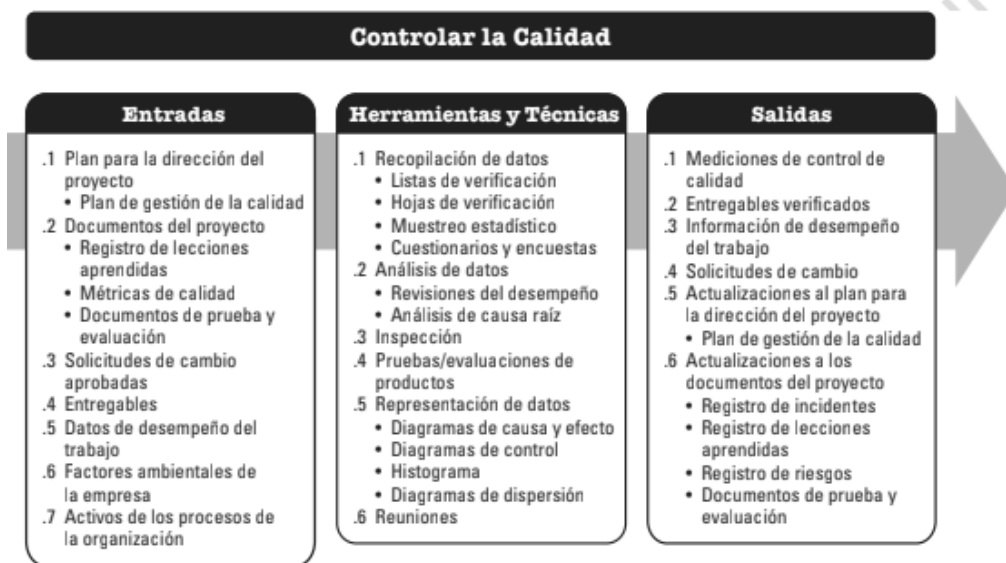 Controlar la Calidad
Entradas
.1 Plan para la dirección del
proyecto
• Plan de gestión de la calidad
.2 Documentos del proyecto
• Registro de lecciones
aprendidas
• Métricas de calidad
• Documentos de prueba y
evaluación
.3 Solicitudes de cambio
aprobadas
.4 Entregables
.5 Datos de desempeño del
trabajo
.6 Factores ambientales de
la empresa
.7 Activos de los procesos de
la organización
Herramientas y Técnicas
.1 Recopilación de datos
• Listas de verificación
• Hojas de verificación
• Muestreo estadístico
• Cuestionarios y encuestas
.2 Análisis de datos
• Revisiones del desempeño
• Análisis de causa raíz
.3 Inspección
.4 Pruebas/evaluaciones de
productos
.5 Representación de datos
• Diagramas de causa y efecto
• Diagramas de control
• Histograma
• Diagramas de dispersión
.6 Reuniones
Salidas
.1 Mediciones de control de
calidad
.2 Entregables verificados
.3 Información de desempeño
del trabajo
.4 Solicitudes de cambio
.5 Actualizaciones al plan para
la dirección del proyecto
• Plan de gestión de la calidad
.6 Actualizaciones a los
documentos del proyecto
• Registro de incidentes
• Registro de lecciones
aprendidas
• Registro de riesgos
• Documentos de prueba y
evaluación